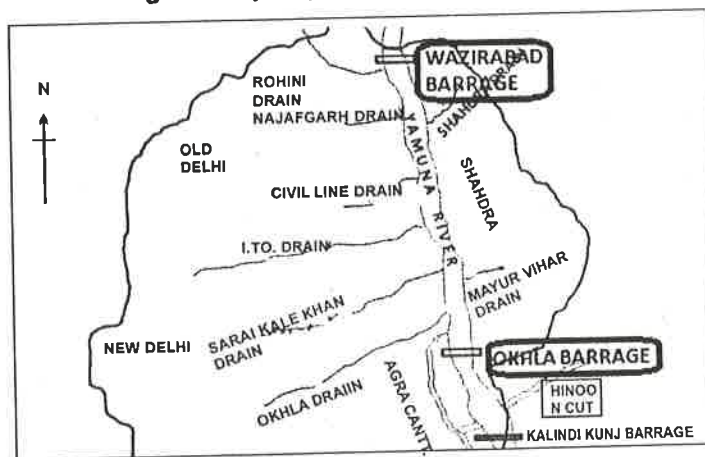 WAZIRABAD
BARRAGE
N
ROHINI
DRAIN
NAJAFGARH DRAIN
OLD
DELHI
YAMUNA RIVER
SHAHDRA
CIVIL LINE DRAIN
I.TO. DRAIN
MAYUR VIHAR
DRAIN
SARAI KALE KHAN
DRAIN
NEW DELHI
OKHLA BARRAGE
OKHLA DRAIIN
AGRA CANTT.
HINOO
N CUT
KALINDI KUNJ BARRAGE